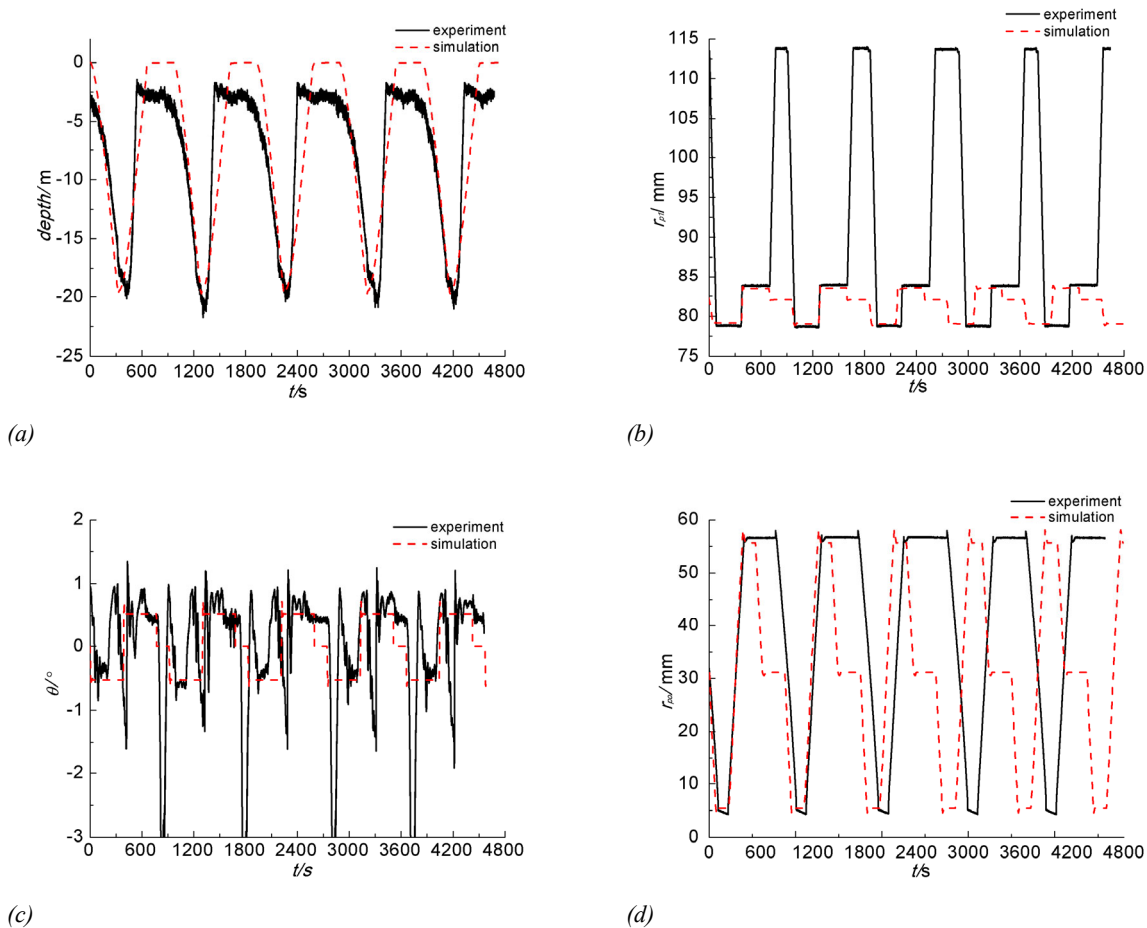 experiment
simulation
0
-5
-10
-15
-20
-25
depth/m
0 600 1200 1800 2400 3000 3600 4200 4800
t/s
(a)
experiment
simulation
115
110
105
100
95
90
85
80
75
r_p1/ mm
0 600 1200 1800 2400 3000 3600 4200 4800
t/s
(b)
experiment
simulation
2
1
0
-1
-2
-3
θ/°
0 600 1200 1800 2400 3000 3600 4200 4800
t/s
(c)
experiment
simulation
60
50
40
30
20
10
0
/ mm
0 600 1200 1800 2400 3000 3600 4200 4800
t/s
(d)